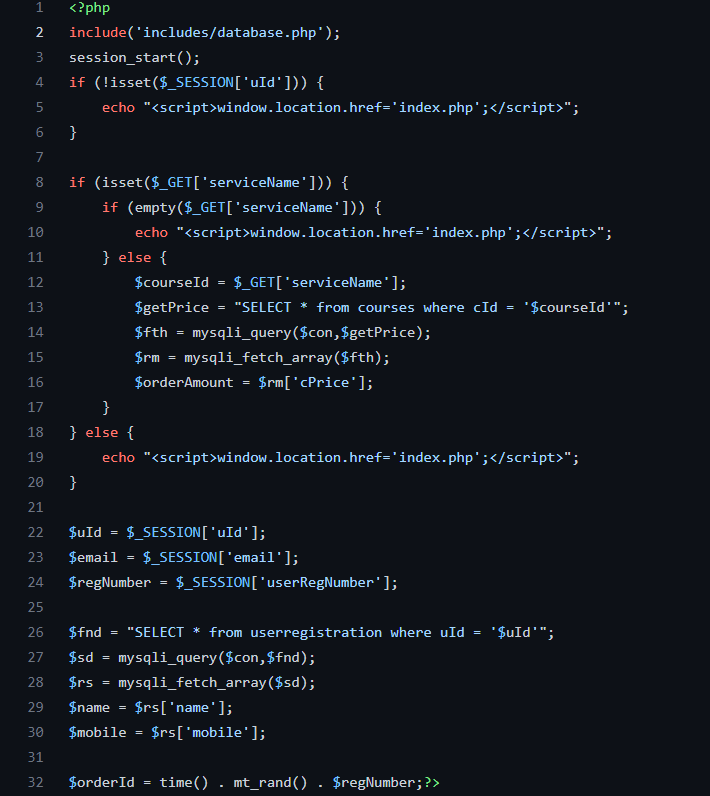 1 <?php
2 include('includes/database.php');
3 session_start();
4 if (!isset($_SESSION['uId'])) {
5     echo "<script>window.location.href='index.php';</script>";
6 }
7
8 if (isset($_GET['serviceName'])) {
9     if (empty($_GET['serviceName'])) {
10         echo "<script>window.location.href='index.php';</script>";
11     } else {
12         $courseId = $_GET['serviceName'];
13         $getPrice = "SELECT * from courses where cId = '$courseId'";
14         $fth = mysqli_query($con,$getPrice);
15         $rm = mysqli_fetch_array($fth);
16         $orderAmount = $rm['cPrice'];
17     }
18 } else {
19     echo "<script>window.location.href='index.php';</script>";
20 }
21
22 $uId = $_SESSION['uId'];
23 $email = $_SESSION['email'];
24 $regNumber = $_SESSION['userRegNumber'];
25
26 $fnd = "SELECT * from userregistration where uId = '$uId'";
27 $sd = mysqli_query($con,$fnd);
28 $rs = mysqli_fetch_array($sd);
29 $name = $rs['name'];
30 $mobile = $rs['mobile'];
31
32 $orderId = time() . mt_rand() . $regNumber;?>